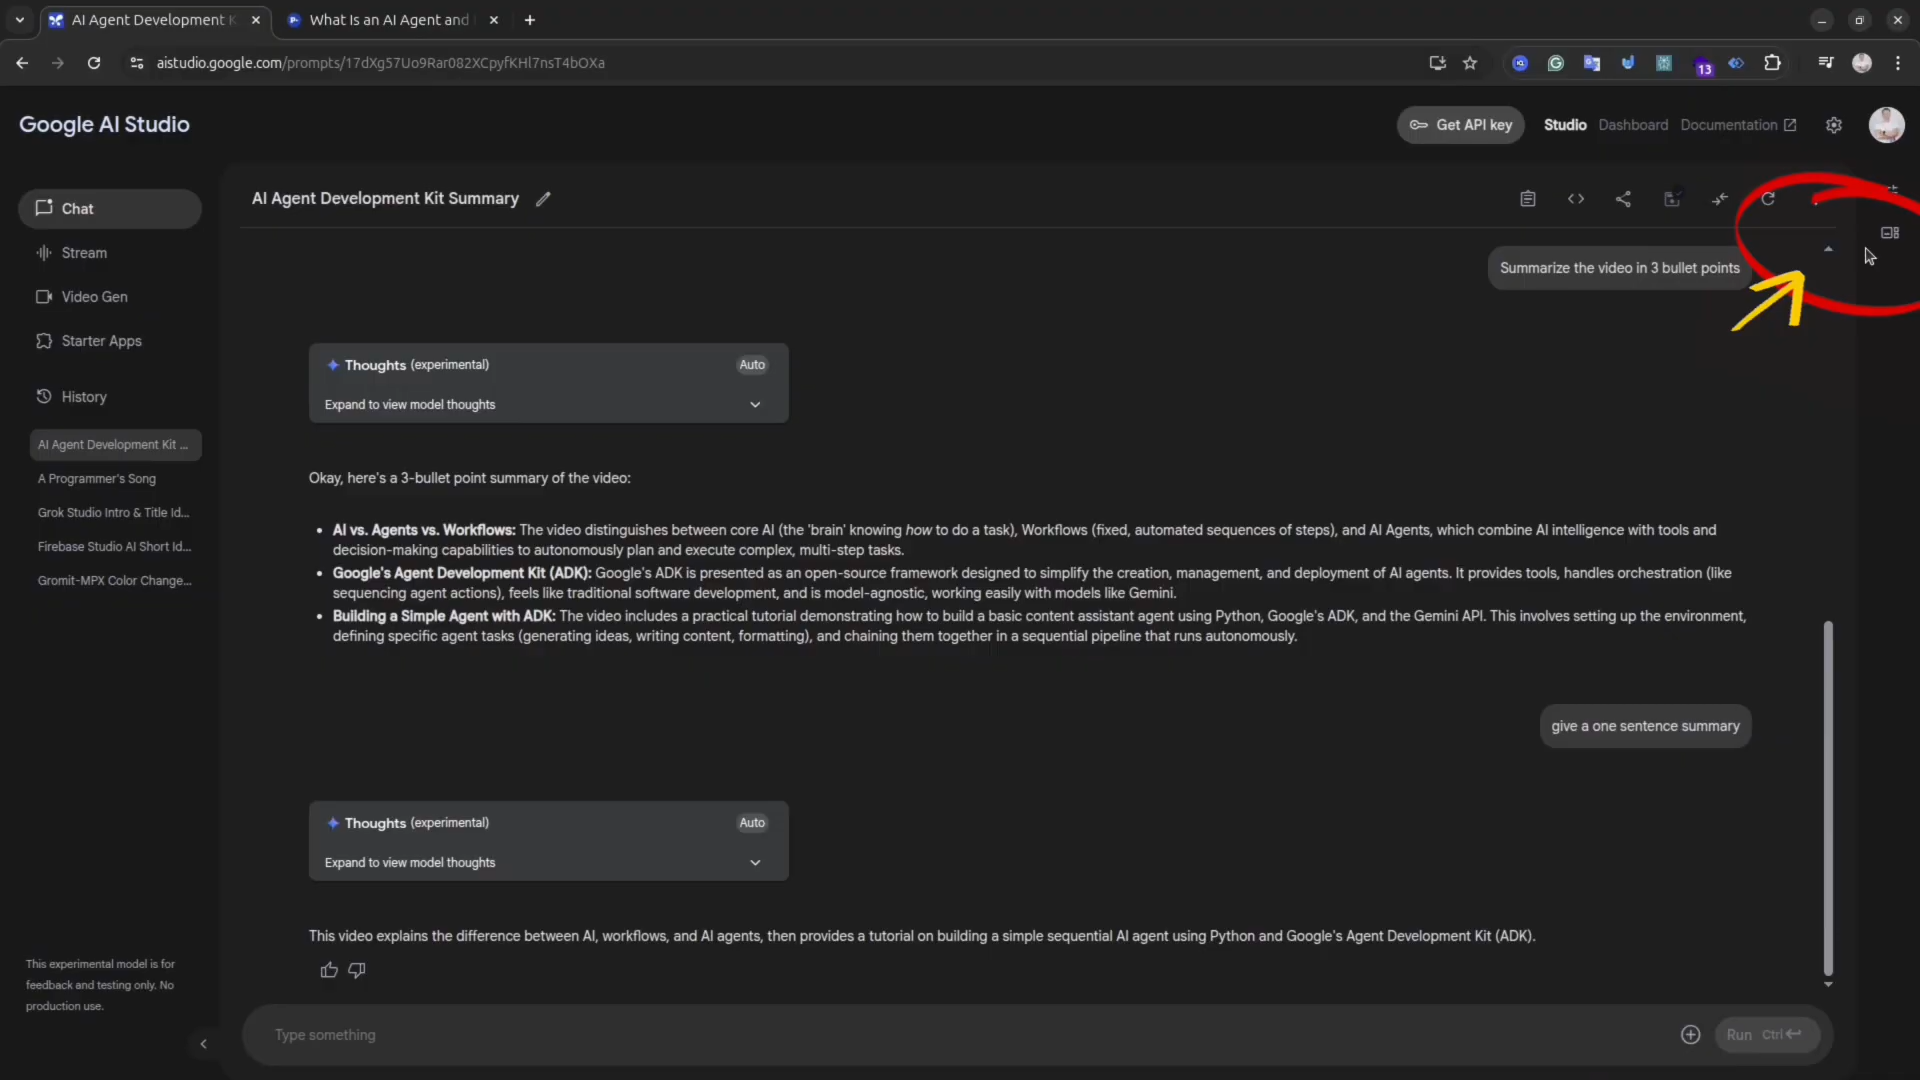 AI Agent Development K
What Is an AI Agent and
aistudio.google.com/prompts/17dXg57Uo9Rar082XCpyfKHl7nsT4bOXa
13
Google AI Studio
Get API key
Studio
Dashboard
Documentation
Chat
Stream
Video Gen
Starter Apps
History
AI Agent Development Kit ...
A Programmer's Song
Grok Studio Intro & Title Id...
Firebase Studio AI Short Id...
Gromit-MPX Color Change...
This experimental model is for
feedback and testing only. No
production use.
AI Agent Development Kit Summary
Summarize the video in 3 bullet points
Thoughts (experimental)
Auto
Expand to view model thoughts
Okay, here's a 3-bullet point summary of the video:
• AI vs. Agents vs. Workflows: The video distinguishes between core AI (the 'brain' knowing how to do a task), Workflows (fixed, automated sequences of steps), and AI Agents, which combine AI intelligence with tools and
decision-making capabilities to autonomously plan and execute complex, multi-step tasks.
• Google's Agent Development Kit (ADK): Google's ADK is presented as an open-source framework designed to simplify the creation, management, and deployment of AI agents. It provides tools, handles orchestration (like
sequencing agent actions), feels like traditional software development, and is model-agnostic, working easily with models like Gemini.
• Building a Simple Agent with ADK: The video includes a practical tutorial demonstrating how to build a basic content assistant agent using Python, Google's ADK, and the Gemini API. This involves setting up the environment,
defining specific agent tasks (generating ideas, writing content, formatting), and chaining them together in a sequential pipeline that runs autonomously.
give a one sentence summary
Thoughts (experimental)
Auto
Expand to view model thoughts
This video explains the difference between AI, workflows, and AI agents, then provides a tutorial on building a simple sequential AI agent using Python and Google's Agent Development Kit (ADK).
Type something
Run Ctrl